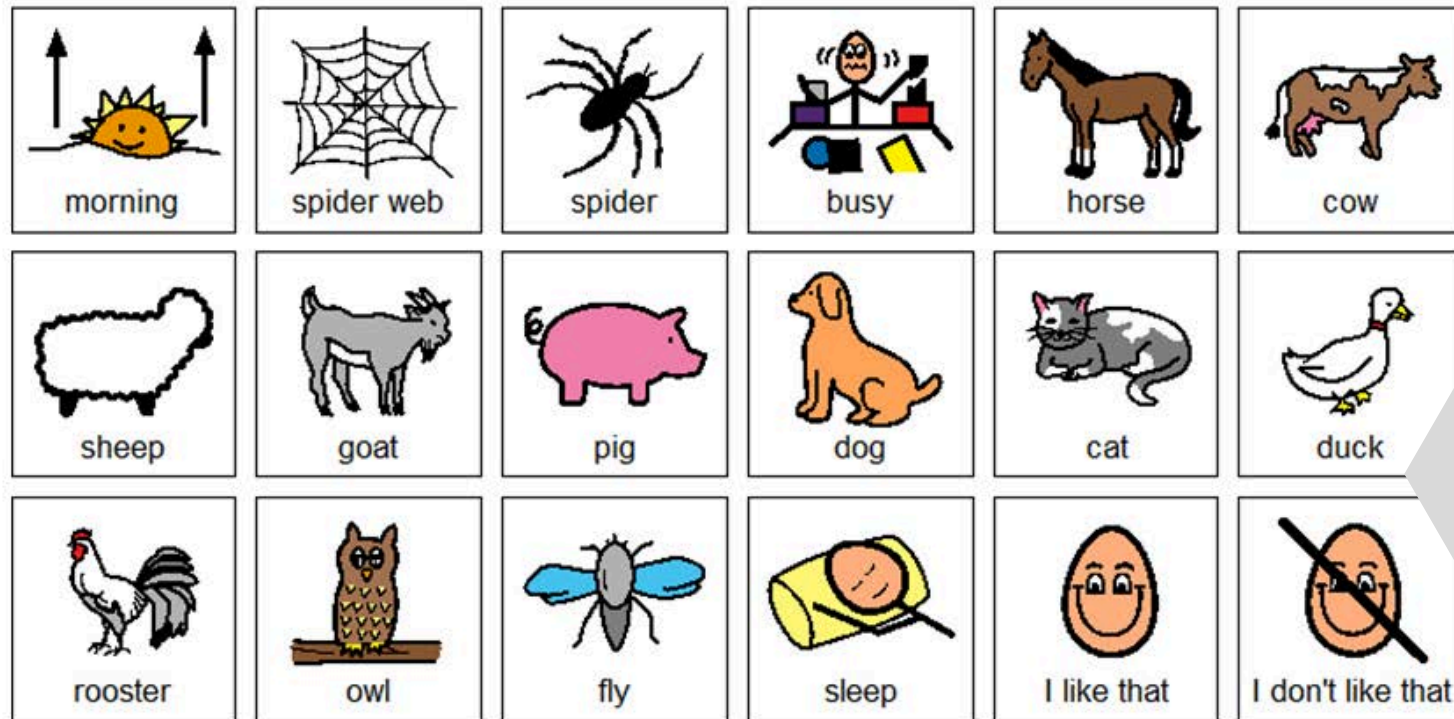 morning
spider web
spider
busy
horse
cow
sheep
goat
pig
dog
cat
duck
rooster
owl
fly
sleep
I like that
I don't like that